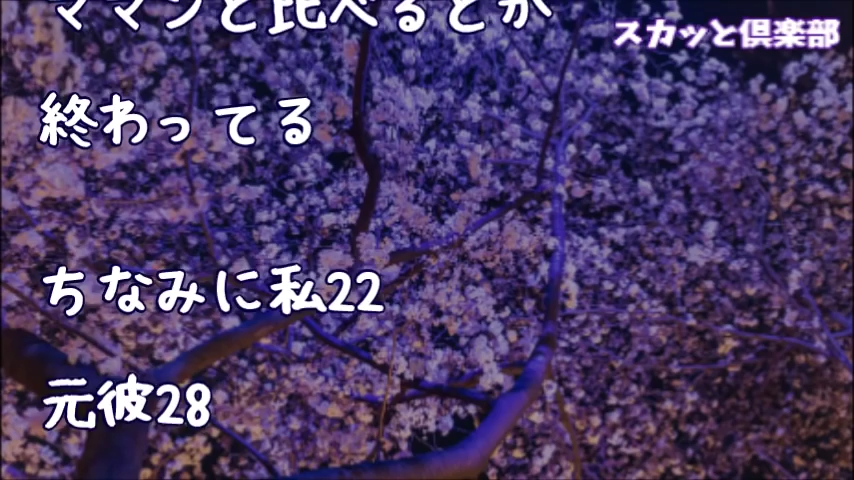 ママンと比べるとか
スカッと倶楽部
終わってる
ちなみに私22
元彼28